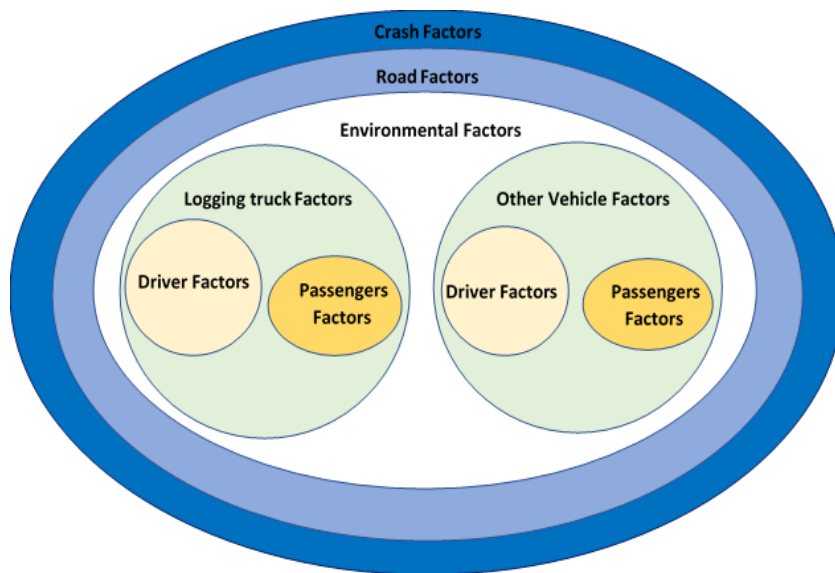 Crash Factors
Road Factors
Environmental Factors
Logging truck Factors
Other Vehicle Factors
Driver Factors
Passengers
Factors
Driver Factors
Passengers
Factors